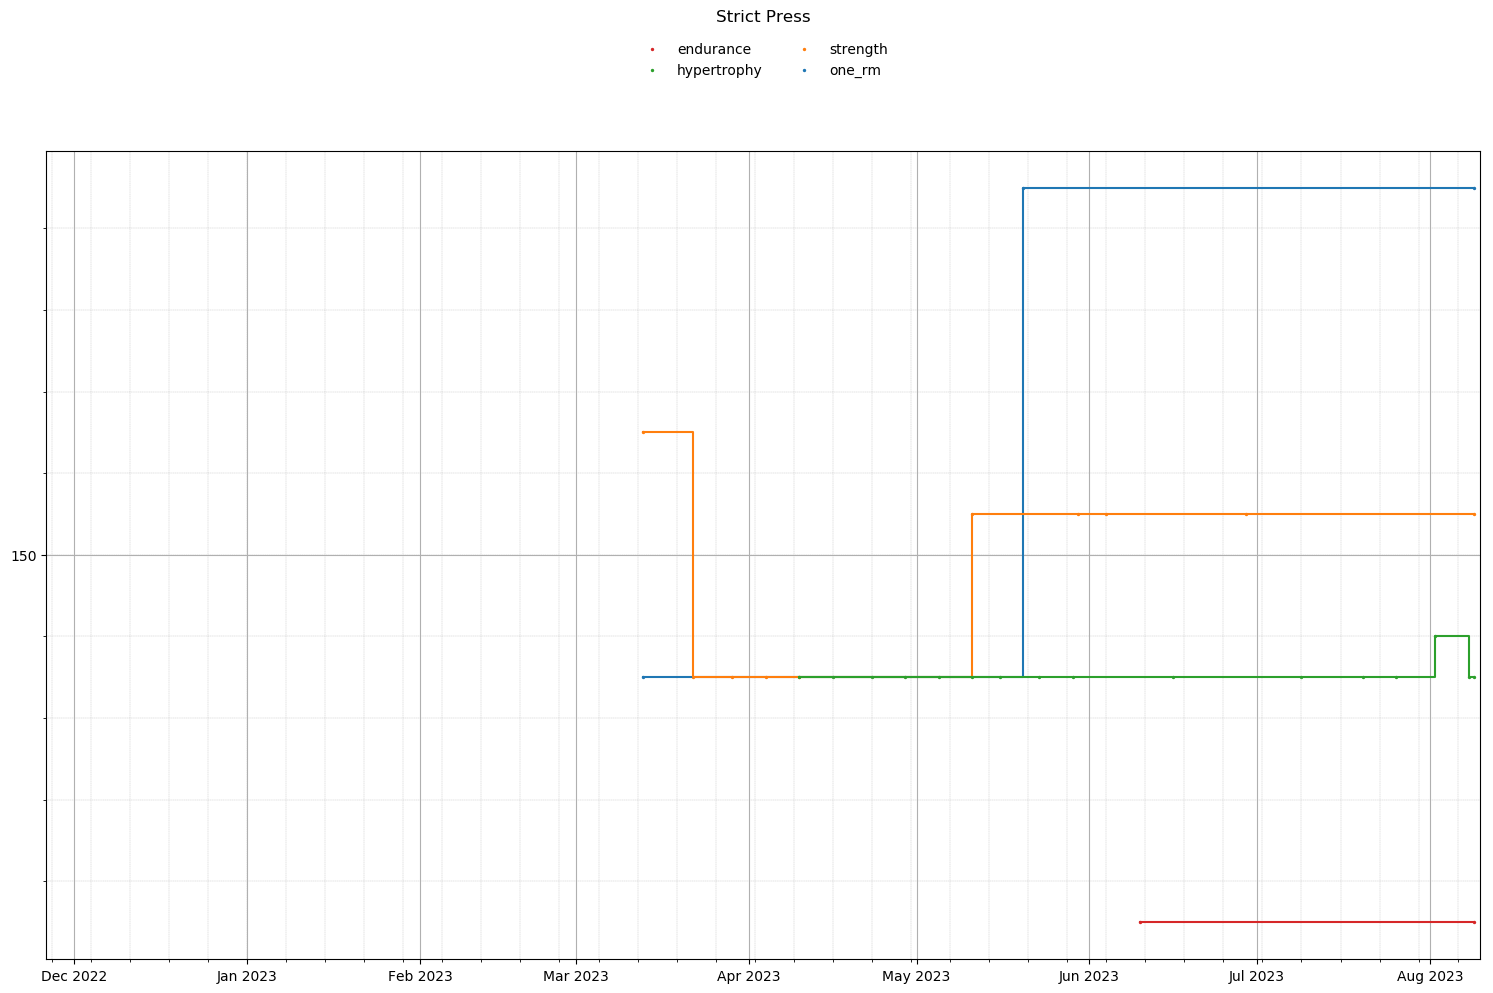 Strict Press
endurance strength
hypertrophy one_rm
150
Dec 2022 Jan 2023 Feb 2023 Mar 2023 Apr 2023 May 2023 Jun 2023 Jul 2023 Aug 2023